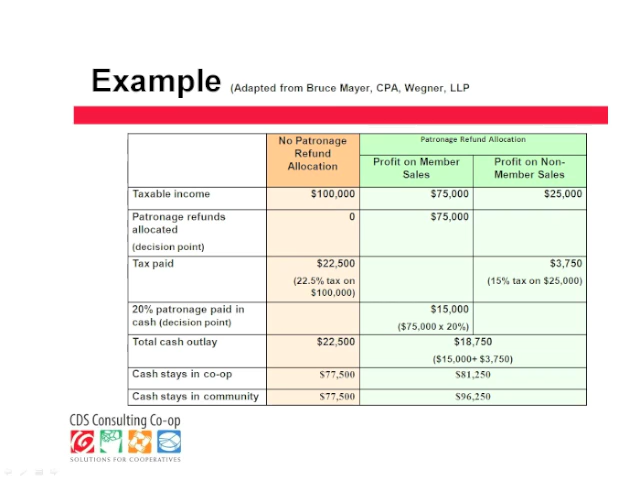 Example (Adapted from Bruce Mayer, CPA, Wegner, LLP
No Patronage Refund Allocation
Patronage Refund Allocation
Profit on Member Sales
Profit on Non-Member Sales
Taxable income $100,000 $75,000 $25,000
Patronage refunds allocated 0 $75,000
(decision point)
Tax paid $22,500 $3,750
(22.5% tax on $100,000) (15% tax on $25,000)
20% patronage paid in cash (decision point) $15,000
($75,000 x 20%)
Total cash outlay $22,500 $18,750
($15,000+ $3,750)
Cash stays in co-op $77,500 $81,250
Cash stays in community $77,500 $96,250
CDS Consulting Co-op
SOLUTIONS FOR COOPERATIVES